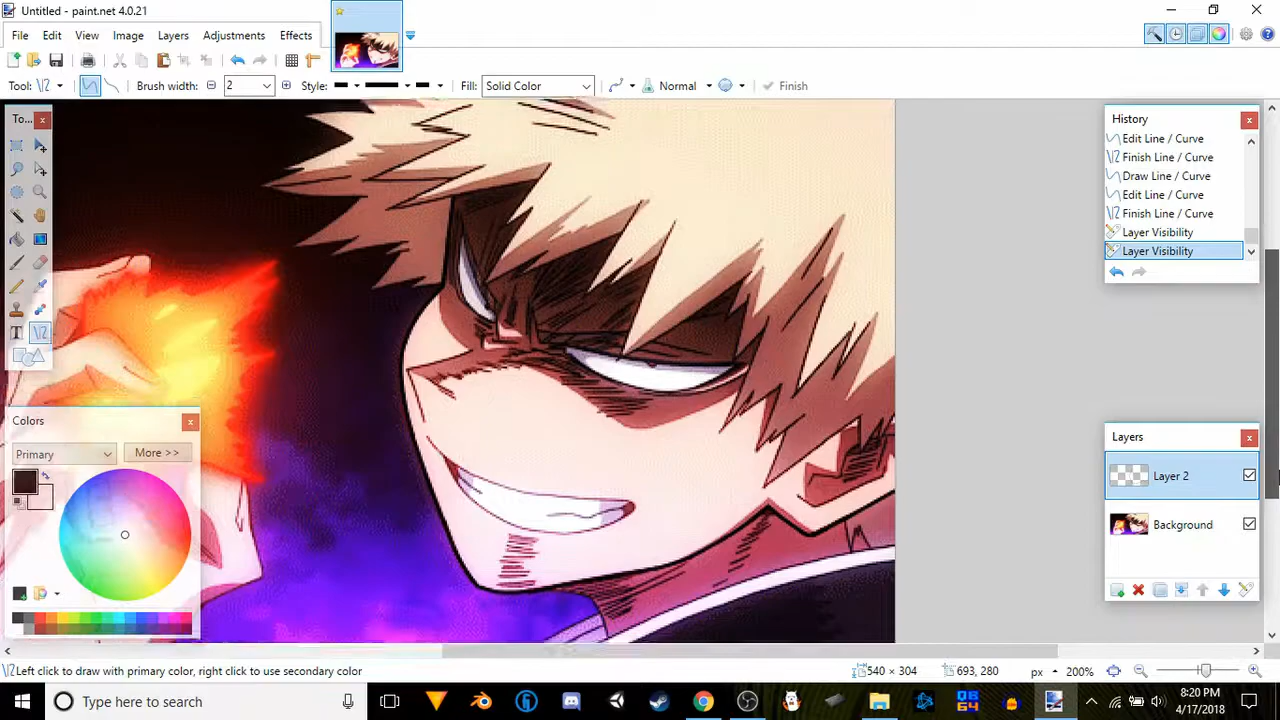 Untitled - paint.net 4.0.21
File Edit View Image Layers Adjustments Effects
Tool: Brush width: 2 Style: Fill: Solid Color Normal Finish
To...
History
Edit Line / Curve
Finish Line / Curve
Draw Line / Curve
Edit Line / Curve
Finish Line / Curve
Layer Visibility
Layer Visibility
Colors
Primary More >>
Layers
Layer 2
Background
Left click to draw with primary color, right click to use secondary color 540 × 304 693, 280 px 200%
Type here to search
8:20 PM
4/17/2018